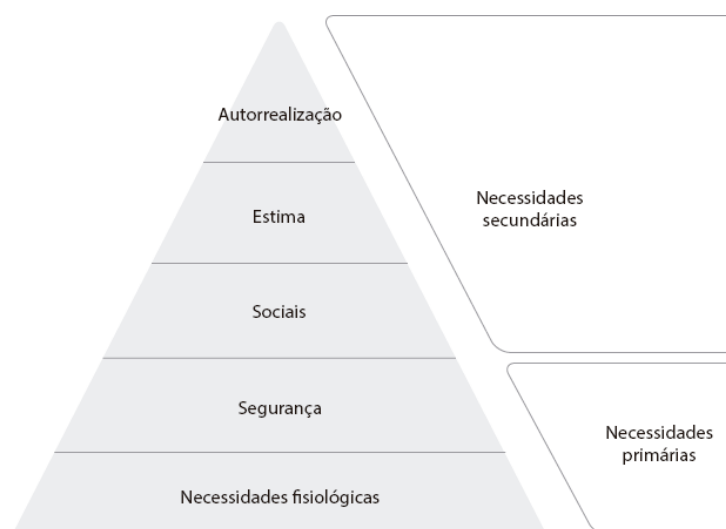 Autorrealização
Estima
Sociais
Segurança
Necessidades fisiológicas
Necessidades
secundárias
Necessidades
primárias